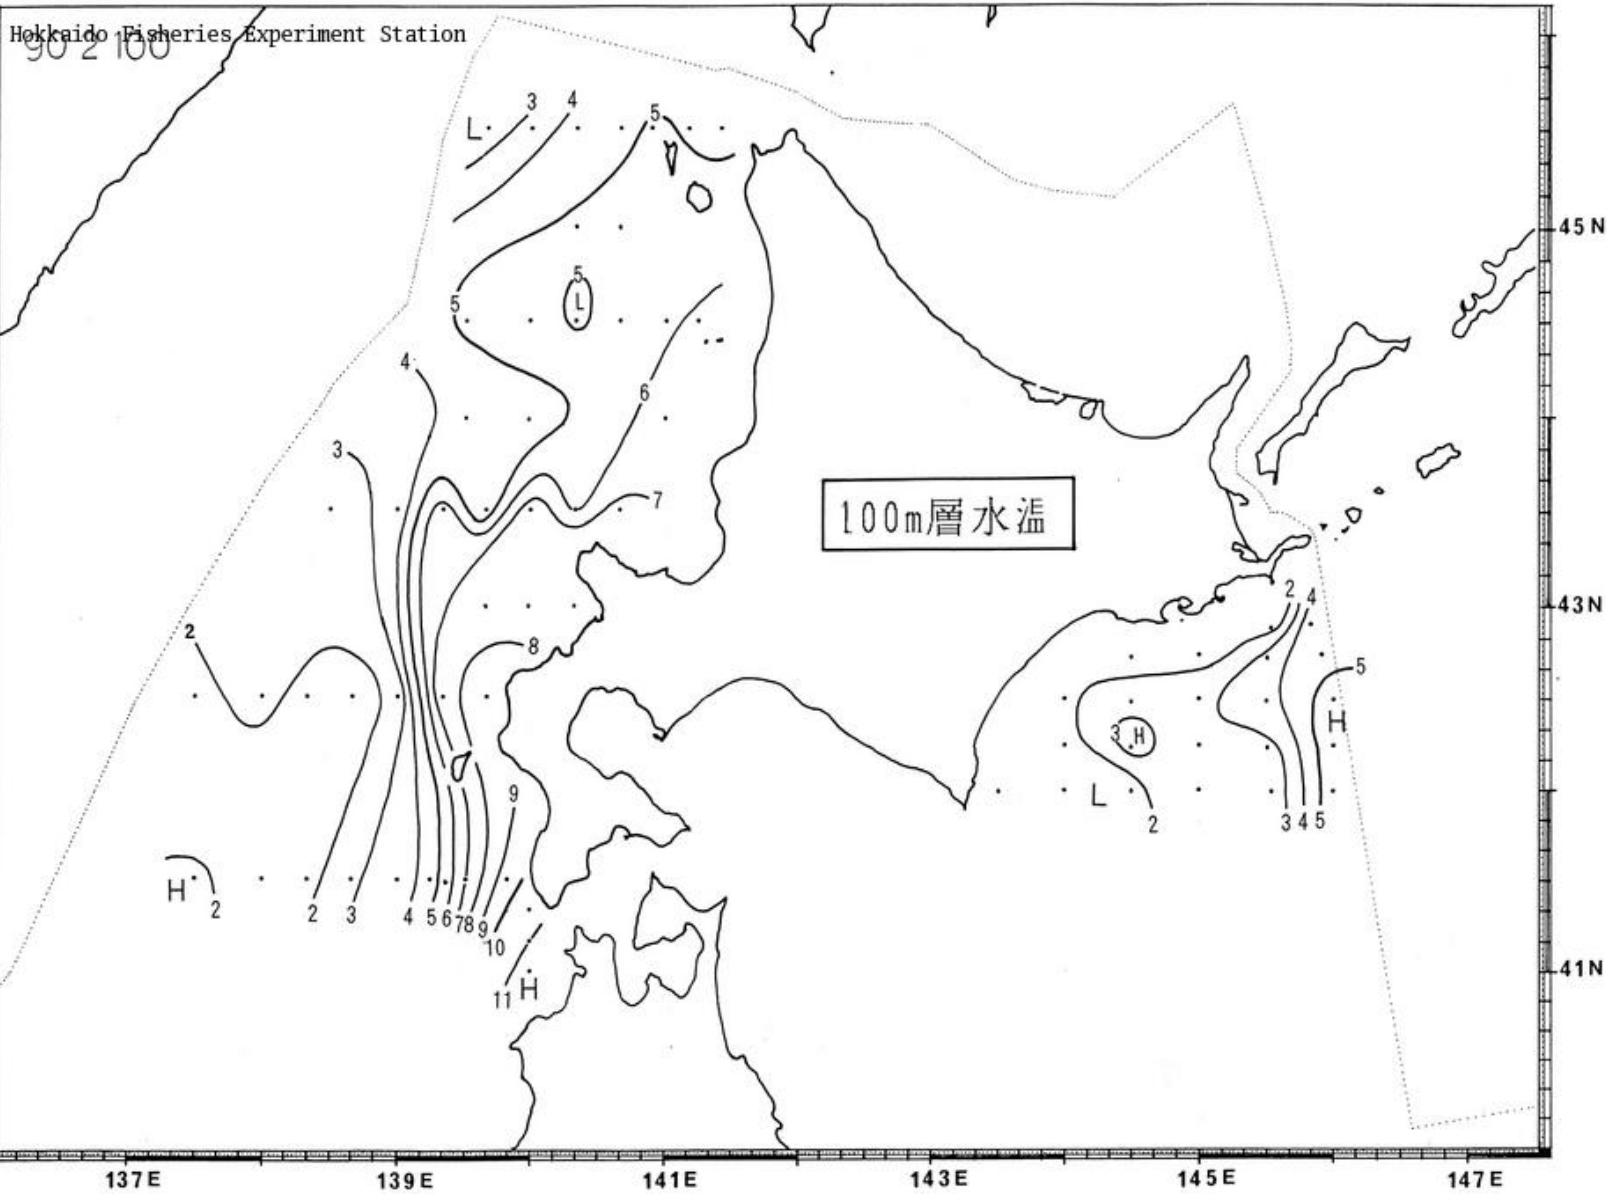 Hokkaido Fisheries Experiment Station
90 2 100
3 4
L
5
45N
5
L
5
4
6
3
7
100m層水温
2
43N
2 4
8
5
H
3 H
9
L
2
3 4 5
H
2
2 3 4 5 6 7 8 9
10
41N
11 H
137E 139E 141E 143E 145E 147E